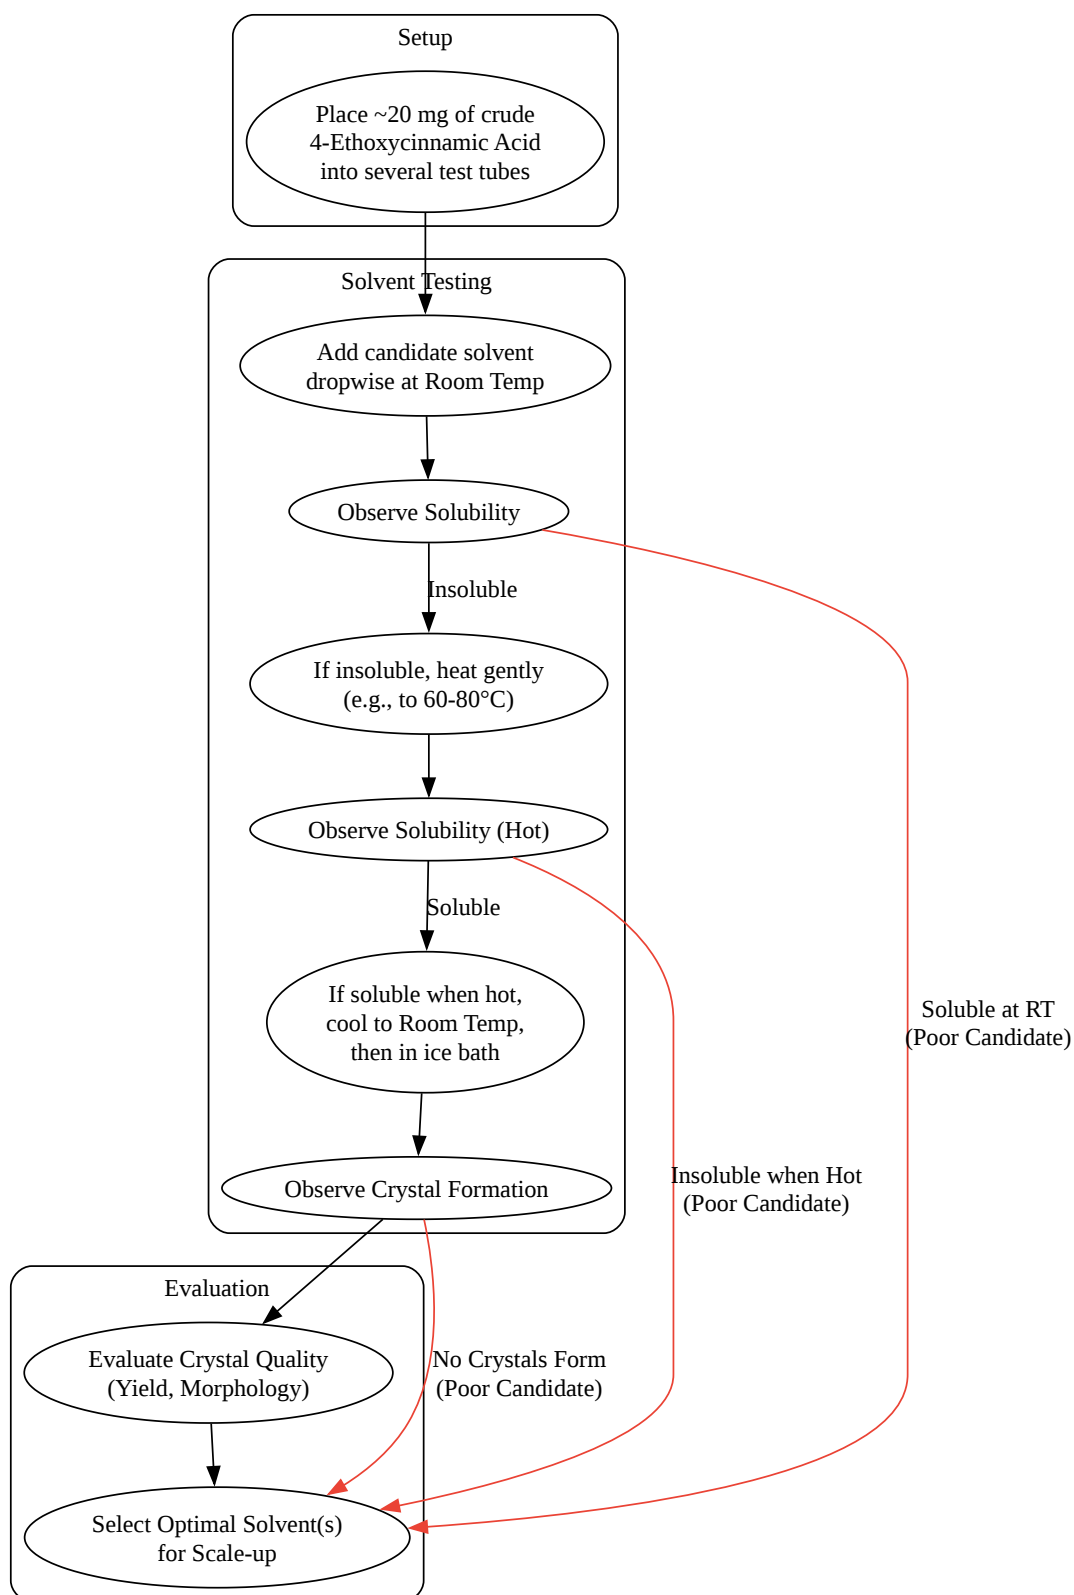 Setup
Place ~20 mg of crude
4-Ethoxycinnamic Acid
into several test tubes
Solvent Testing
Add candidate solvent
dropwise at Room Temp
Observe Solubility
Insoluble
If insoluble, heat gently
(e.g., to 60-80°C)
Observe Solubility (Hot)
Soluble
If soluble when hot,
cool to Room Temp,
then in ice bath
Soluble at RT
(Poor Candidate)
Insoluble when Hot
(Poor Candidate)
Observe Crystal Formation
Evaluation
Evaluate Crystal Quality
(Yield, Morphology)
No Crystals Form
(Poor Candidate)
Select Optimal Solvent(s)
for Scale-up